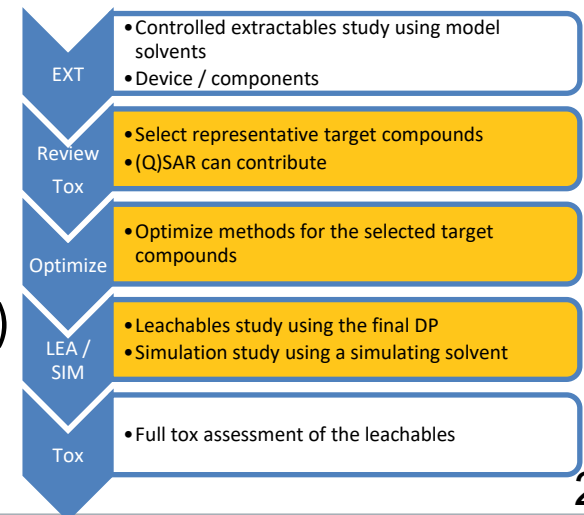 EXT
•Controlled extractables study using model
solvents
•Device / components
Review
Tox
•Select representative target compounds
•(Q)SAR can contribute
Optimize
•Optimize methods for the selected target
compounds
)
LEA /
SIM
•Leachables study using the final DP
•Simulation study using a simulating solvent
Tox
•Full tox assessment of the leachables
2